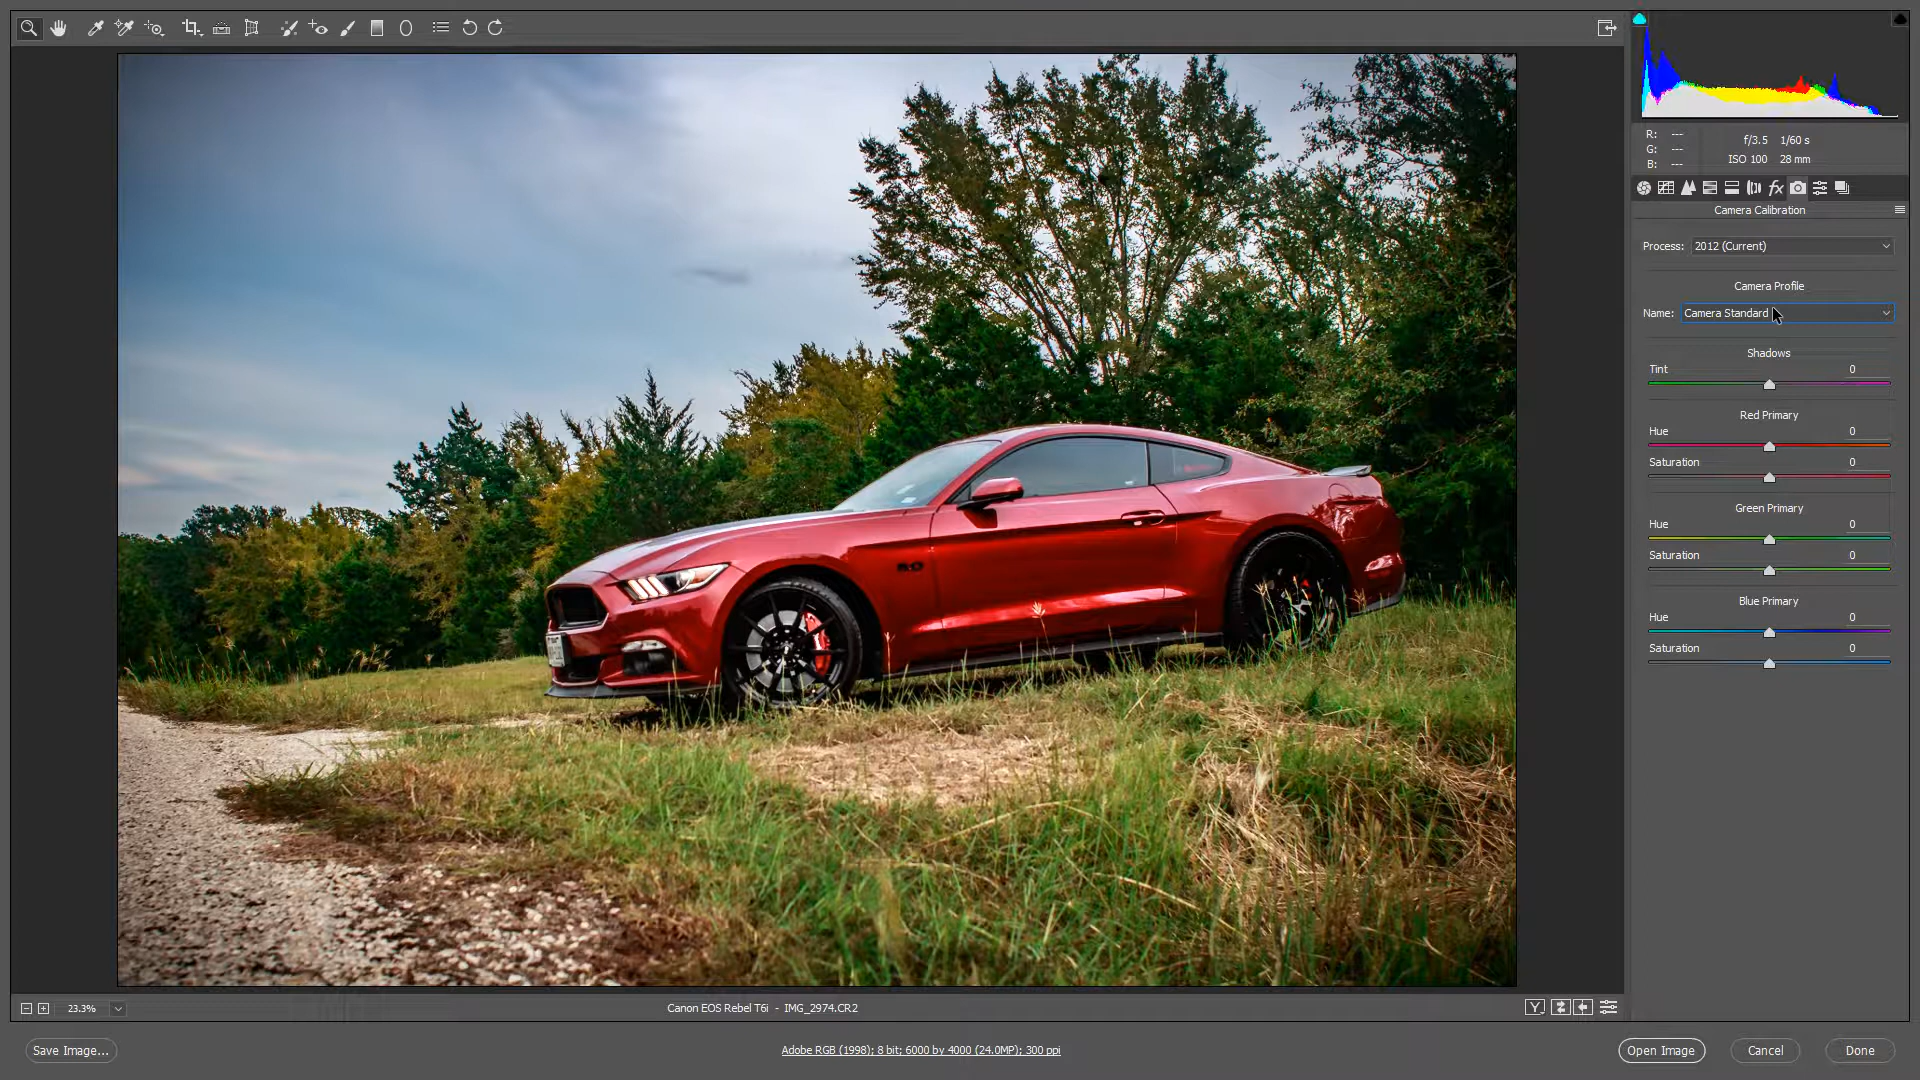 R: ---
G: ---
B: ---
f/3.5 1/60 s
ISO 100 28 mm
fx
Camera Calibration
Process: 2012 (Current)
Camera Profile
Name: Camera Standard
Shadows
Tint 0
Red Primary
Hue 0
Saturation 0
Green Primary
Hue 0
Saturation 0
Blue Primary
Hue 0
Saturation 0
5.0
23.3%
Canon EOS Rebel T6i - IMG_2974.CR2
Y
Save Image...
Adobe RGB (1998); 8 bit; 6000 by 4000 (24.0MP); 300 ppi
Open Image
Cancel
Done